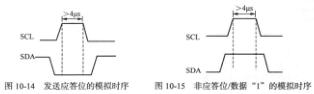 >4μs
>4μs
SCL
SCL
SDA
SDA
图 10-14 发送应答位的模拟时序
图 10-15 非应答位/数据“1”的模拟时序